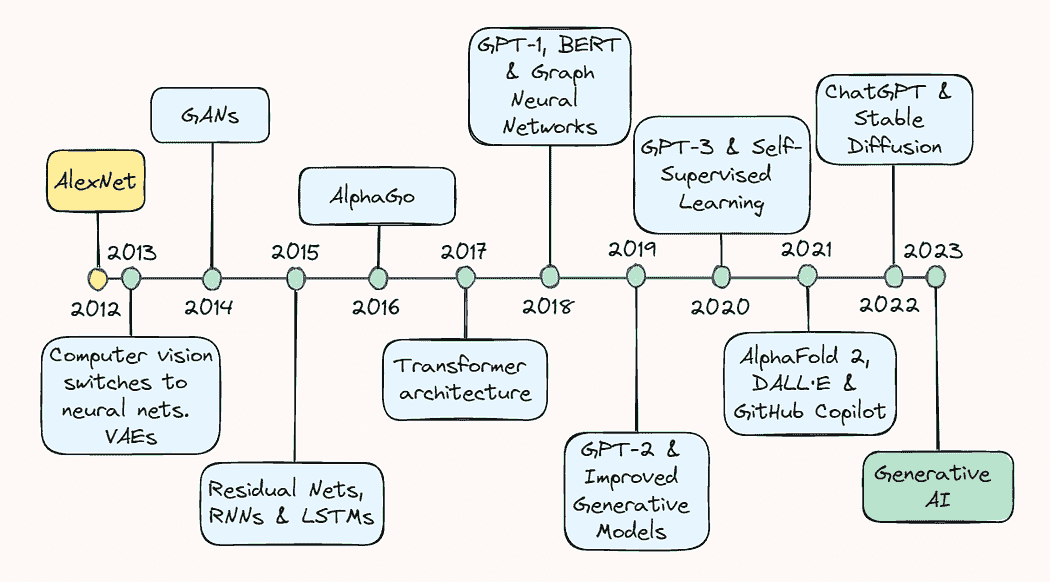 GPT-1, BERT
& Graph
Neural
Networks
ChatGPT &
Stable
Diffusion
GANs
GPT-3 & Self-
Supervised
Learning
AlexNet
AlphaGo
2013
2015
2017
2019
2021
2023
2012
2014
2016
2018
2020
2022
Computer vision
switches to
neural nets.
VAEs
Transformer
architecture
AlphaFold 2,
DALL·E &
GitHub Copilot
Residual Nets,
RNNs & LSTMs
GPT-2 &
Improved
Generative
Models
Generative
AI